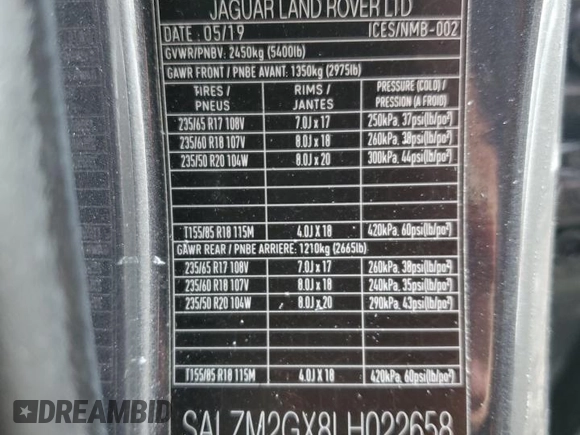 JAGUAR LAND ROVER LTD
DATE 05/19 ICES/NMB-002
GVWR/PNBV: 2450kg (5400lb)
GAWR FRONT / PNBE AVANT: 1350kg (2975lb)
TIRES / PNEUS RIMS / JANTES PRESSURE (COLD) / PRESSION (A FROID)
235/65 R17 108V 7.0J x 17 250kPa, 37psi(lb/po²)
235/60 R18 107V 8.0J x 18 260kPa, 38psi(lb/po²)
235/50 R20 104W 8.0J x 20 300kPa, 44psi(lb/po²)
T155/85 R18 115M 4.0J X 18 420kPa, 60psi(lb/po²)
GAWR REAR / PNBE ARRIERE: 1210kg (2665lb)
235/65 R17 108V 7.0J x 17 260kPa, 38psi(lb/po²)
235/60 R18 107V 8.0J x 18 240kPa, 35psi(lb/po²)
235/50 R20 104W 8.0J x 20 290kPa, 43psi(lb/po²)
T155/85 R18 115M 4.0J X 18 420kPa, 60psi(lb/po²)
SALZM2GX8LH022658
DIRECT2DEALER